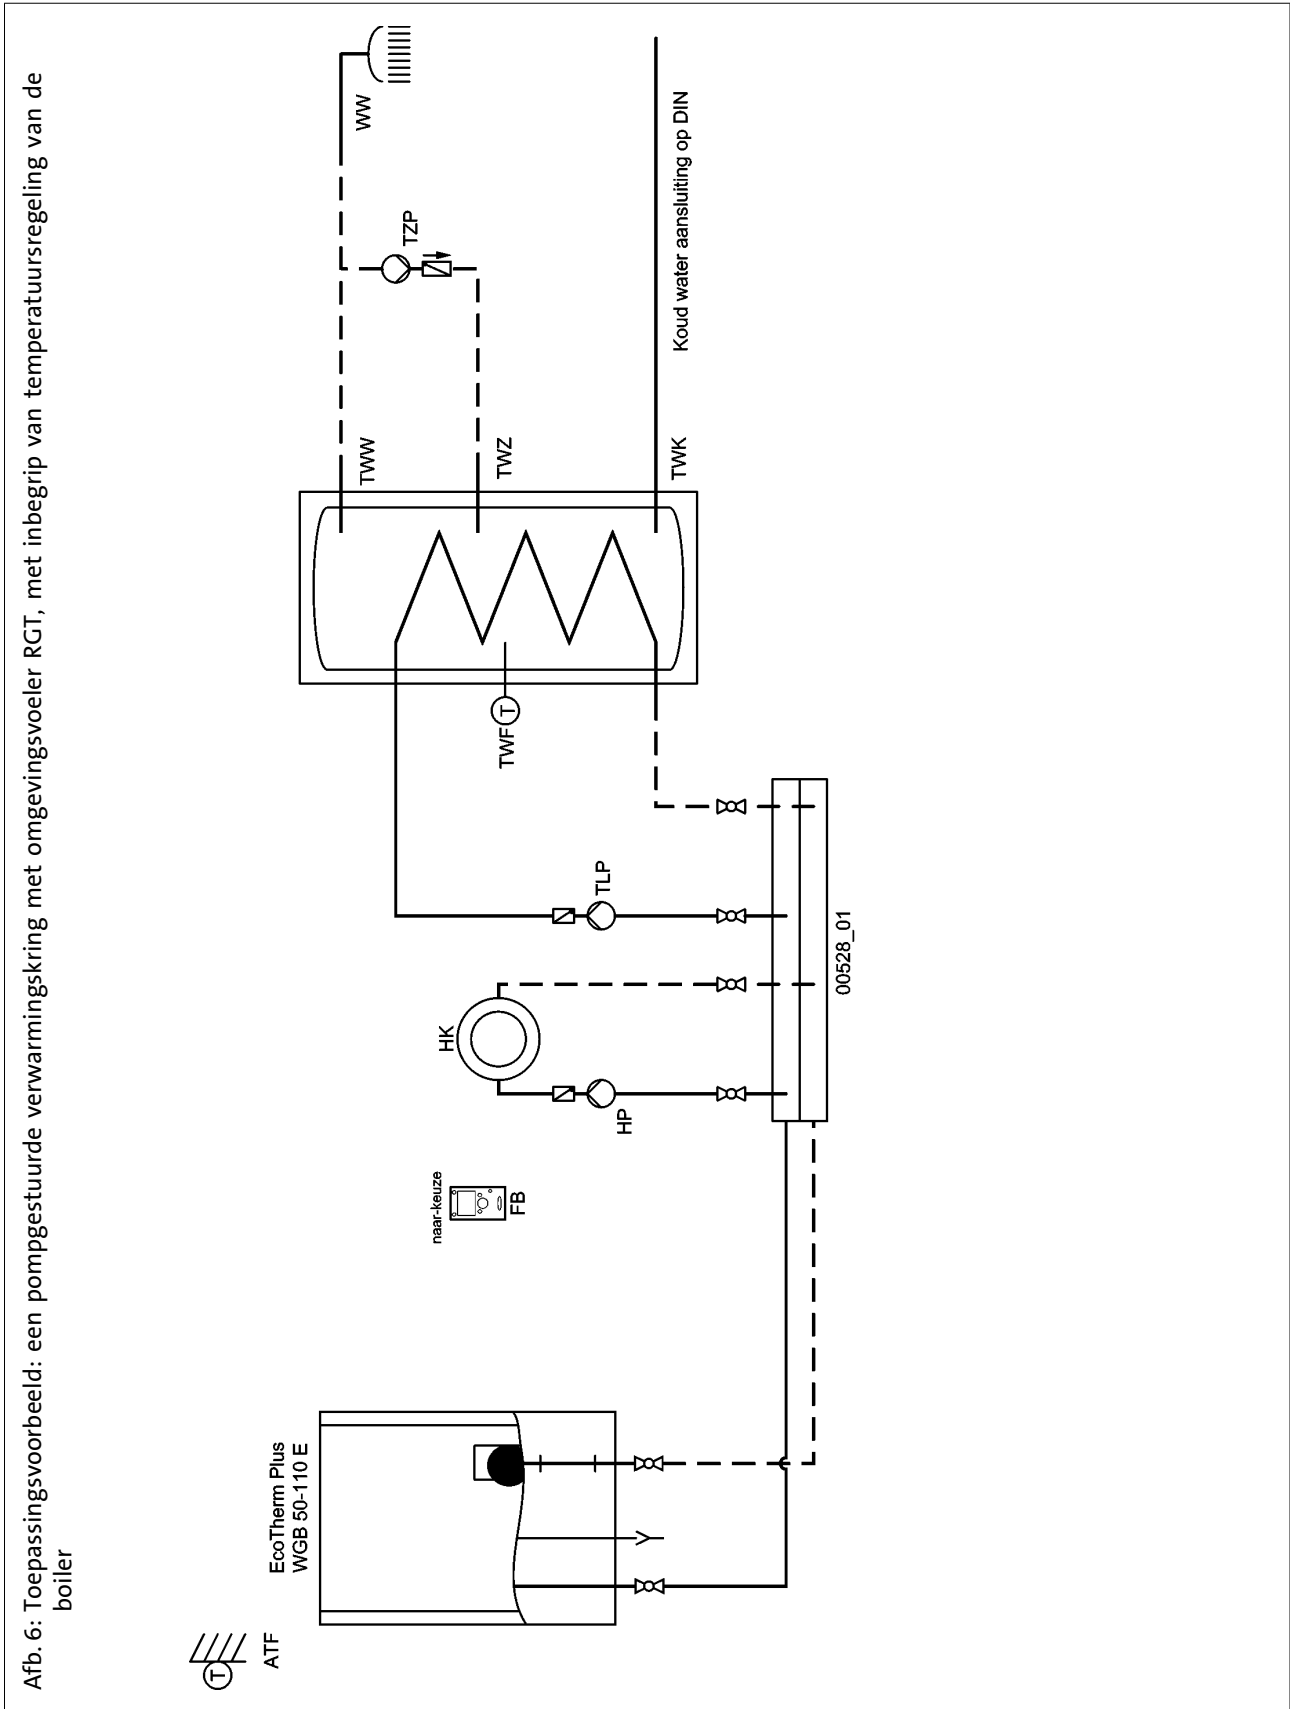 Afb. 6: Toepassingsvoorbeeld: een pompgestuurde verwarmingskring met omgevingsvoeler RGT, met inbegrip van temperatuursregeling van de
boiler
T
ATF
EcoTherm Plus
WGB 50-110 E
naar-keuze
FB
HK
HP
TLP
00528_01
TWF
T
TWW
TWZ
TWK
TZP
WW
Koud water aansluiting op DIN